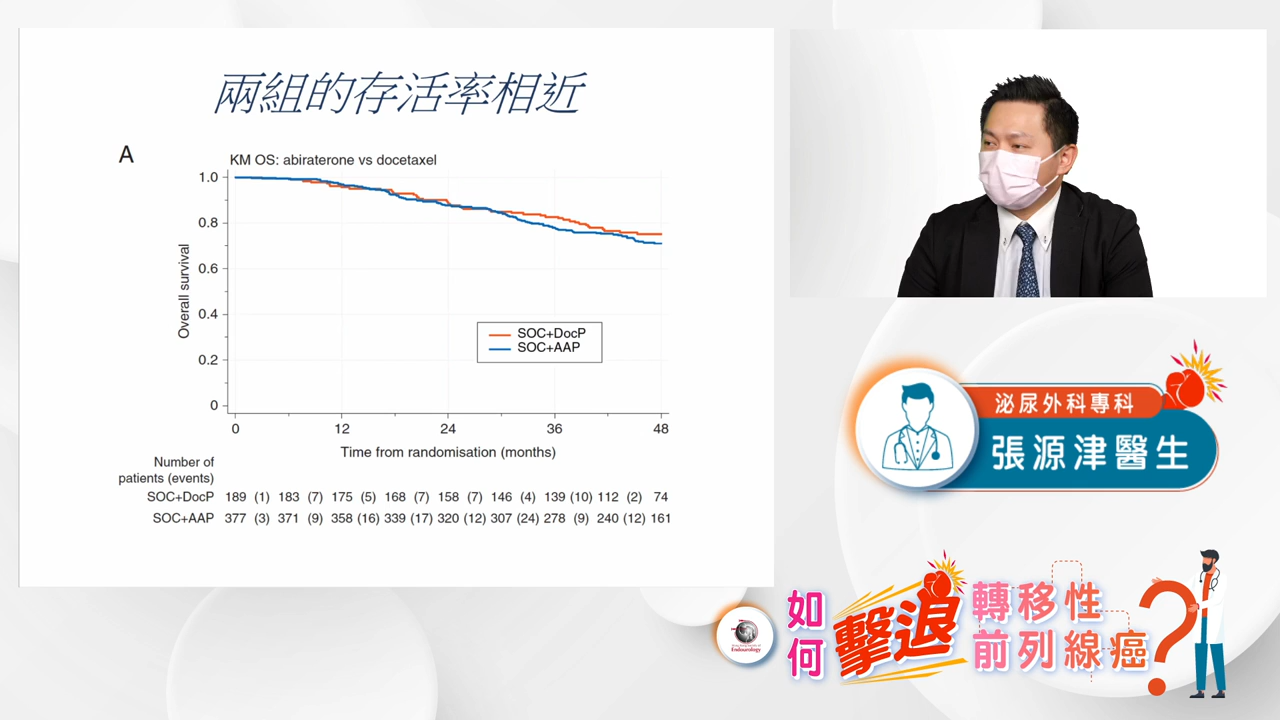 兩組的存活率相近
A
KM OS: abiraterone vs docetaxel
1.0
0.8
0.6
0.4
0.2
0
Overall survival
SOC+DocP
SOC+AAP
0 12 24 36 48
Time from randomisation (months)
Number of
patients (events)
SOC+DocP 189 (1) 183 (7) 175 (5) 168 (7) 158 (7) 146 (4) 139 (10) 112 (2) 74
SOC+AAP 377 (3) 371 (9) 358 (16) 339 (17) 320 (12) 307 (24) 278 (9) 240 (12) 161
泌尿外科專科
張源津醫生
Endourology
如何擊退
轉移性
前列線癌?